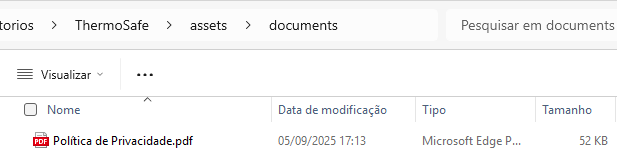 torios > ThermoSafe > assets > documents Pesquisar em documents
Visualizar ...
Nome Data de modificação Tipo Tamanho
PDF Política de Privacidade.pdf 05/09/2025 17:13 Microsoft Edge P... 52 KB